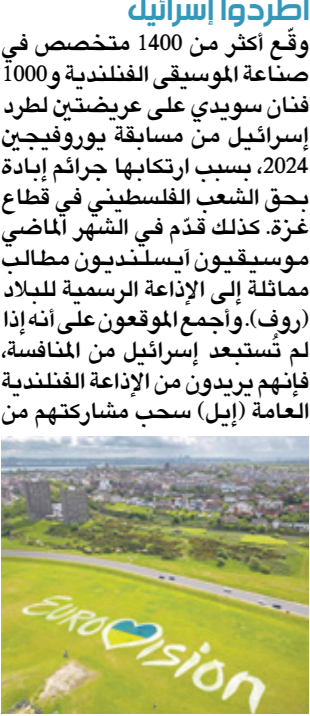 اطردوا إسرائيل
وقّع أكثر من 1400 متخصص في
صناعة الموسيقى الفنلندية و1000
فنان سويدي على عريضتين لطرد
إسرائيل من مسابقة يوروفيجين
2024، بسبب ارتكابها جرائم إبادة
بحق الشعب الفلسطيني في قطاع
غزة. كذلك قدّم في الشهر الماضي
موسيقيون آيسلنديون مطالب
مماثلة إلى الإذاعة الرسمية للبلاد
(روف). وأجمع الموقعون على أنه إذا
لم تُستبعد إسرائيل من المنافسة،
فإنهم يريدون من الإذاعة الفنلندية
العامة (إيل) سحب مشاركتهم من
EUROVISION